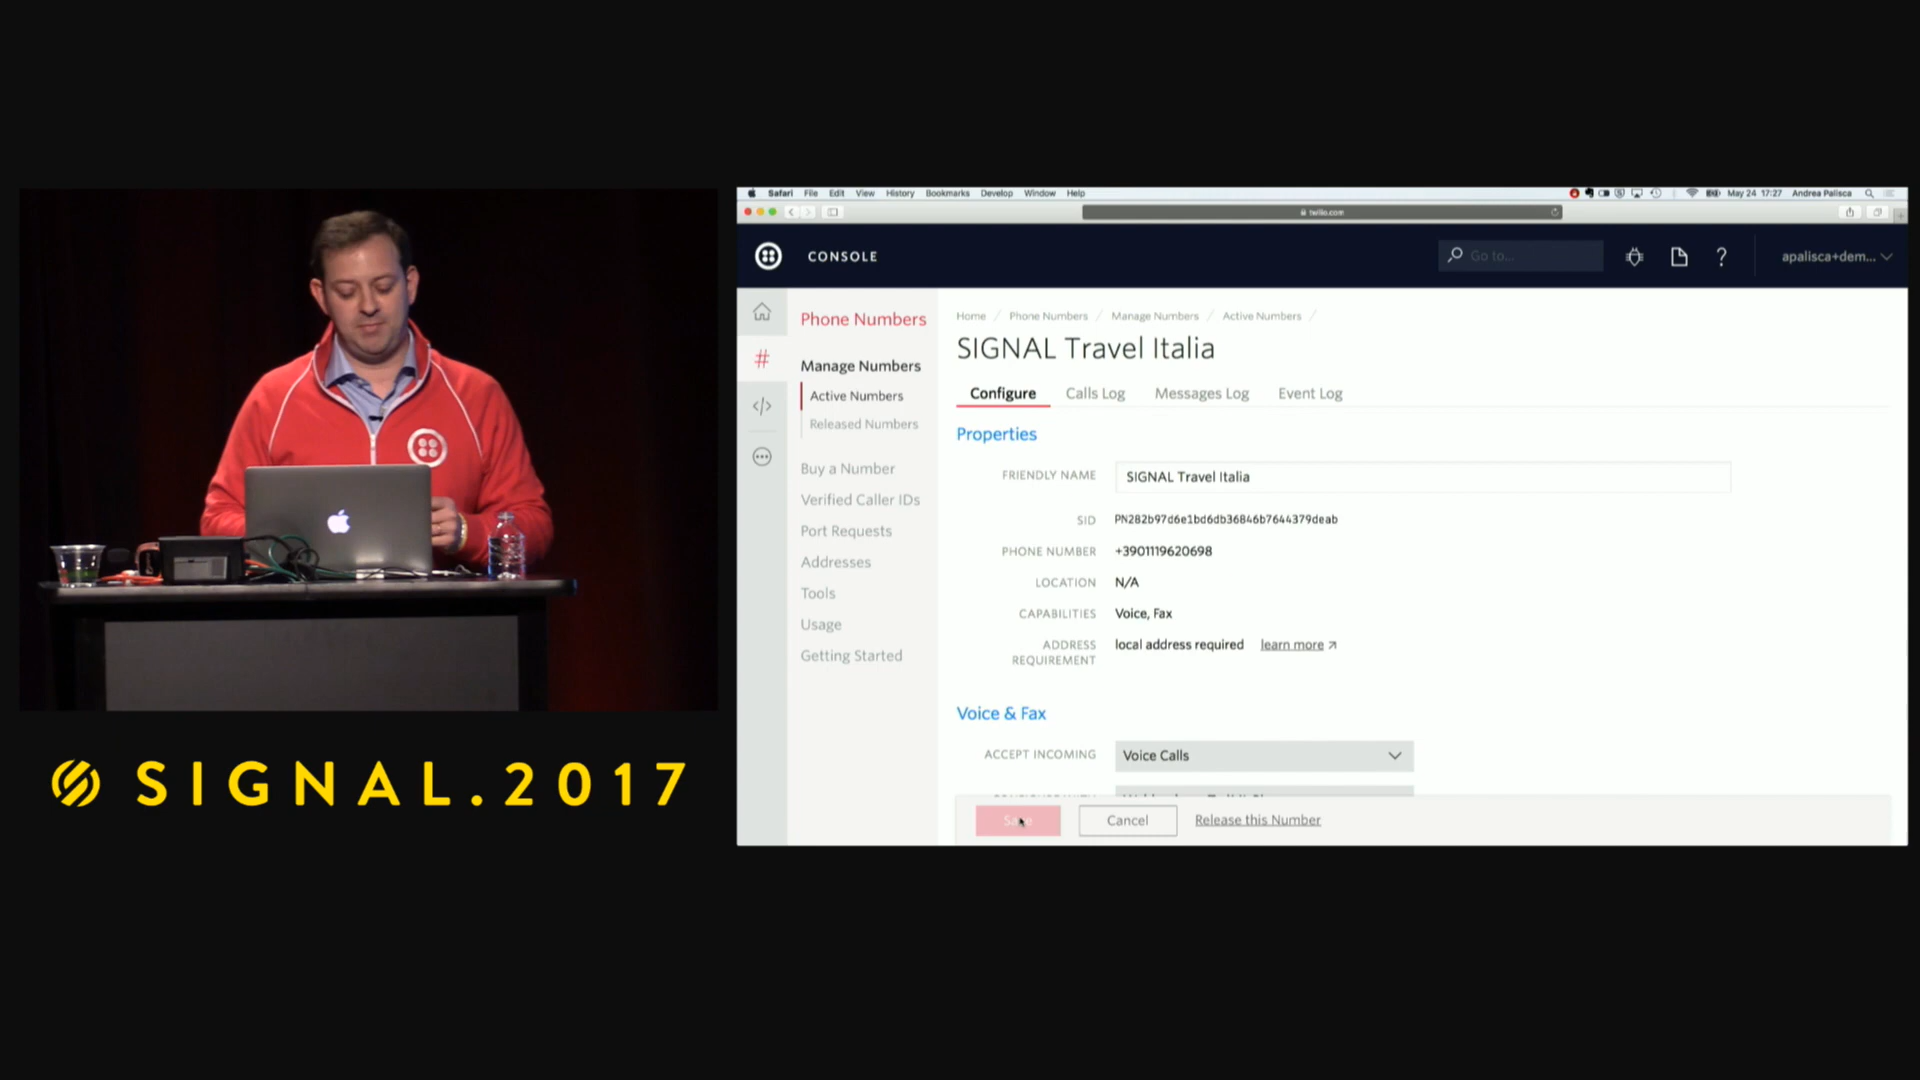 Safari File Edit View History Bookmarks Develop Window Help May 24 17:27 Andrea Palisca
twilio.com
CONSOLE Go to... apalisca+dem...
Phone Numbers
Manage Numbers
Active Numbers
Released Numbers
Buy a Number
Verified Caller IDs
Port Requests
Addresses
Tools
Usage
Getting Started
Home / Phone Numbers / Manage Numbers / Active Numbers /
SIGNAL Travel Italia
Configure Calls Log Messages Log Event Log
Properties
FRIENDLY NAME SIGNAL Travel Italia
SID PN282b97d6e1bd6db36846b7644379deab
PHONE NUMBER +3901119620698
LOCATION N/A
CAPABILITIES Voice, Fax
ADDRESS REQUIREMENT local address required learn more
Voice & Fax
ACCEPT INCOMING Voice Calls
Cancel Release this Number
SIGNAL.2017